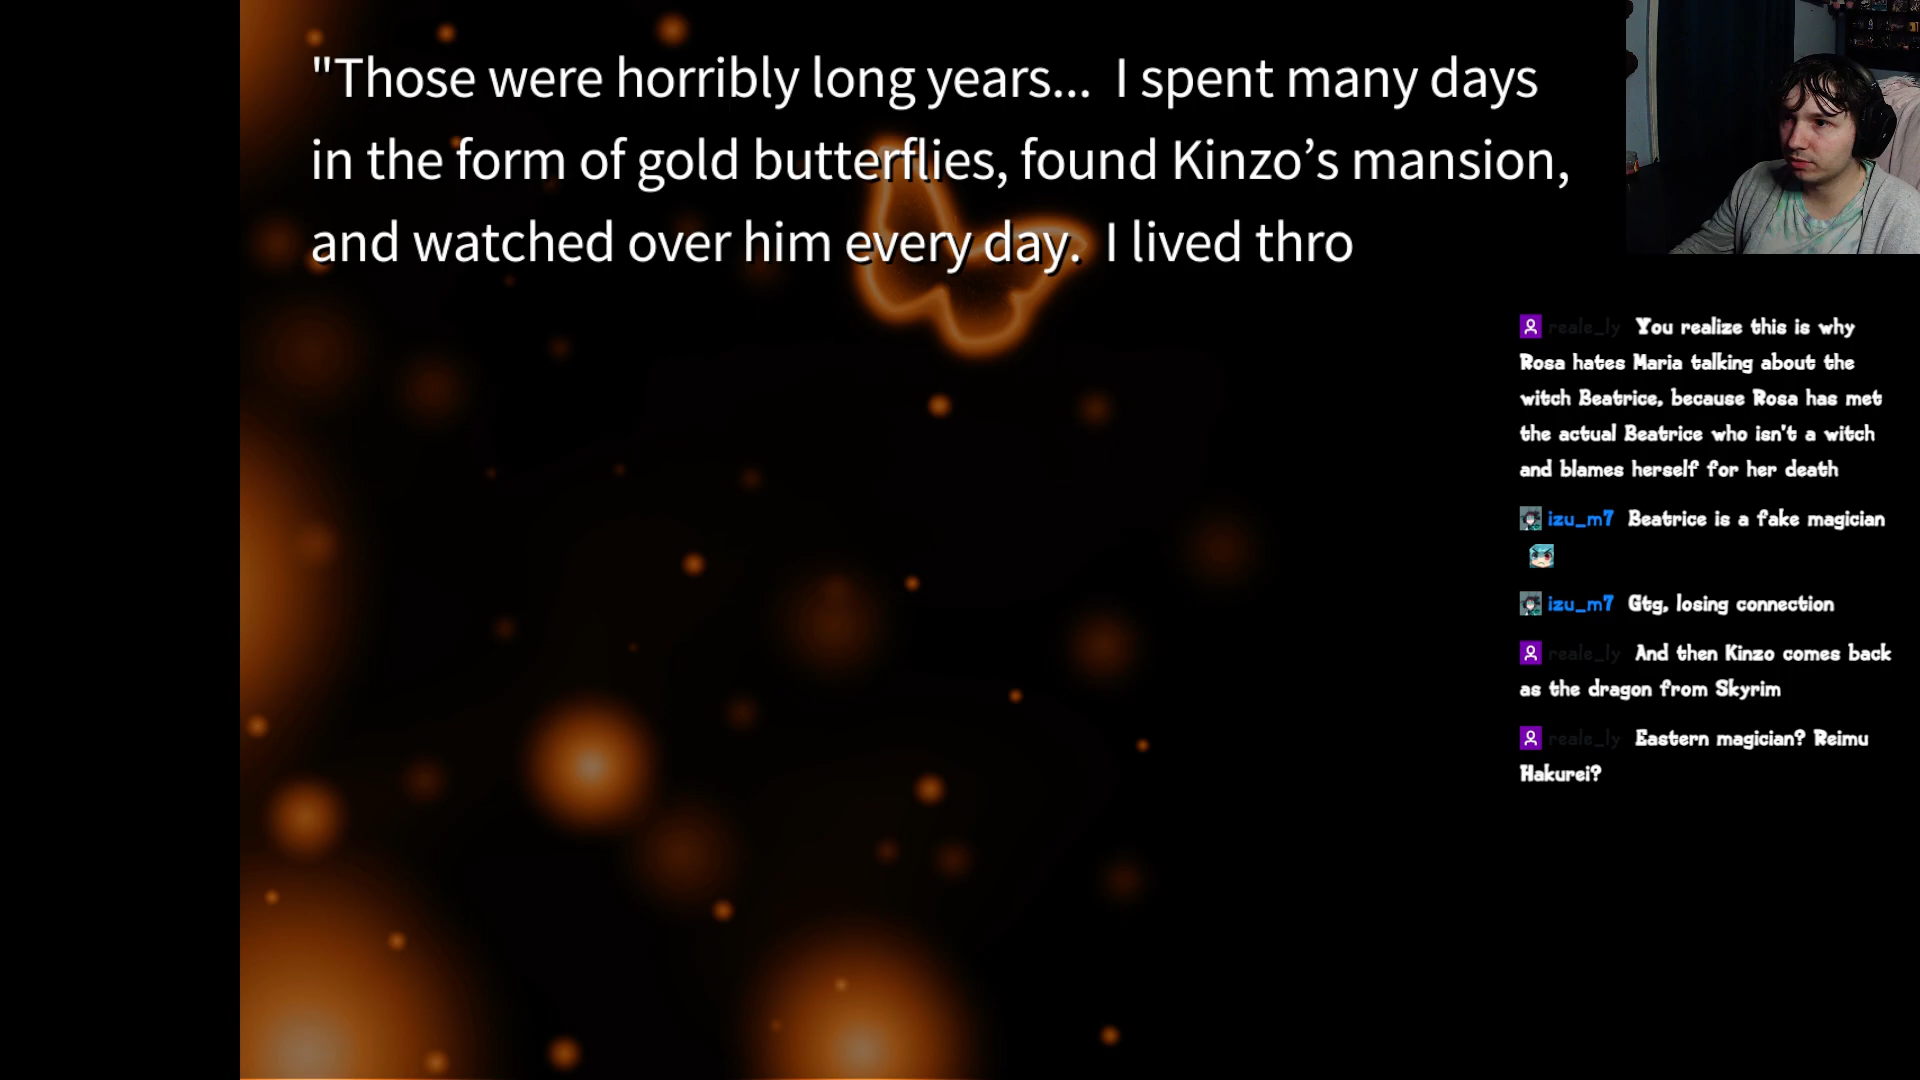 "Those were horribly long years...  I spent many days
in the form of gold butterflies, found Kinzo’s mansion,
and watched over him every day.  I lived thro
reale_ly You realize this is why
Rosa hates Maria talking about the
witch Beatrice, because Rosa has met
the actual Beatrice who isn't a witch
and blames herself for her death
izu_m7 Beatrice is a fake magician
izu_m7 Gtg, losing connection
reale_ly And then Kinzo comes back
as the dragon from Skyrim
reale_ly Eastern magician? Reimu
Hakurei?